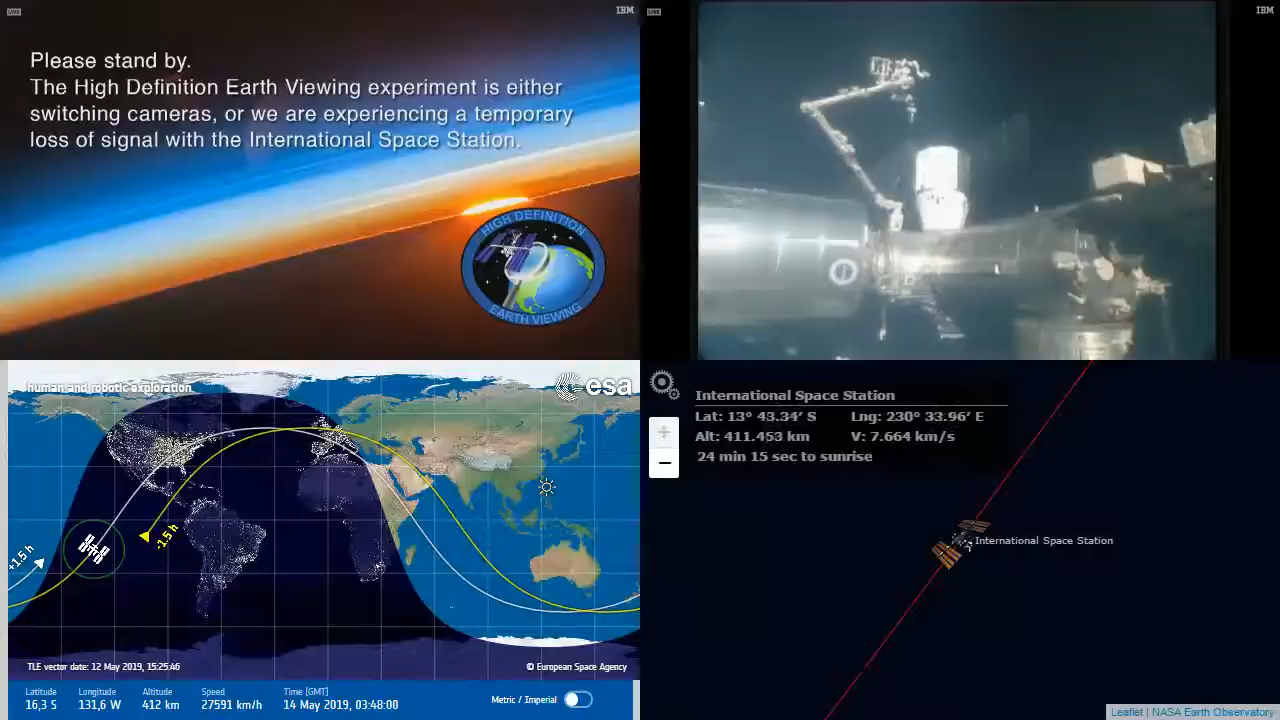 LIVE
IBM
Please stand by.
The High Definition Earth Viewing experiment is either
switching cameras, or we are experiencing a temporary
loss of signal with the International Space Station.
HIGH DEFINITION
EARTH VIEWING
LIVE
IBM
human and robotic exploration
esa
+1.5 h
-1.5 h
TLE vector date: 12 May 2019, 15:25:46
© European Space Agency
Latitude
Longitude
Altitude
Speed
Time [GMT]
Metric / Imperial
16,3 S
131,6 W
412 km
27591 km/h
14 May 2019, 03:48:00
International Space Station
Lat: 13° 43.34′ S
Lng: 230° 33.96′ E
Alt: 411.453 km
V: 7.664 km/s
24 min 15 sec to sunrise
+
−
International Space Station
Leaflet | NASA Earth Observatory